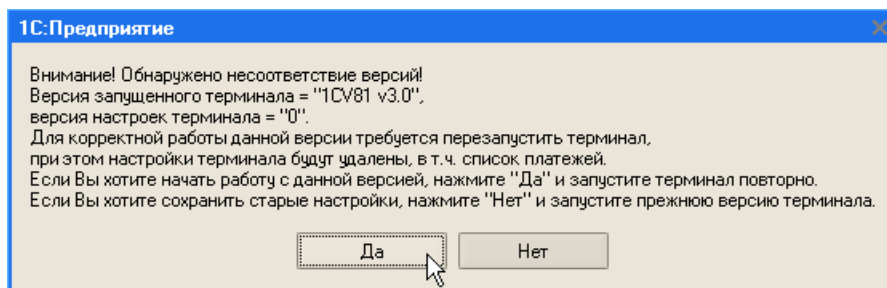 1С:Предприятие
Внимание! Обнаружено несоответствие версий!
Версия запущенного терминала = "1CV81 v3.0",
версия настроек терминала = "0".
Для корректной работы данной версии требуется перезапустить терминал,
при этом настройки терминала будут удалены, в т.ч. список платежей.
Если Вы хотите начать работу с данной версией, нажмите "Да" и запустите терминал повторно.
Если Вы хотите сохранить старые настройки, нажмите "Нет" и запустите прежнюю версию терминала.
Да
Нет